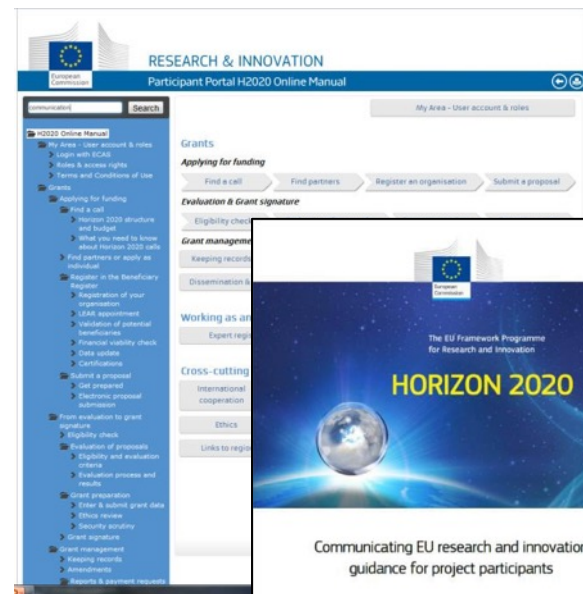 European
Commission
RESEARCH & INNOVATION
Participant Portal H2020 Online Manual
communication
Search
My Area - User account & roles
H2020 Online Manual
My Area - User account & roles
Login with ECAS
Roles & access rights
Terms and Conditions of Use
Grants
Applying for funding
Find a call
Horizon 2020 structure
and budget
What you need to know
about Horizon 2020 calls
Find partners or apply as
individual
Register in the Beneficiary
Register
Registration of your
organisation
LEAR appointment
Validation of potential
beneficiaries
Financial viability check
Data update
Certifications
Submit a proposal
Get prepared
Electronic proposal
submission
From evaluation to grant
signature
Eligibility check
Evaluation of proposals
Eligibility and evaluation
criteria
Evaluation process and
results
Grant preparation
Enter & submit grant data
Ethics review
Security scrutiny
Grant signature
Grant management
Keeping records
Amendments
Reports & payment requests
Grants
Applying for funding
Find a call
Find partners
Register an organisation
Submit a proposal
Evaluation & Grant signature
Eligibility check
Grant manageme
Keeping records
Dissemination &
Working as an
Expert regi
Cross-cutting
International
cooperation
Ethics
Links to regio
European
Commission
The EU Framework Programme
for Research and Innovation
HORIZON 2020
Communicating EU research and innovation
guidance for project participants